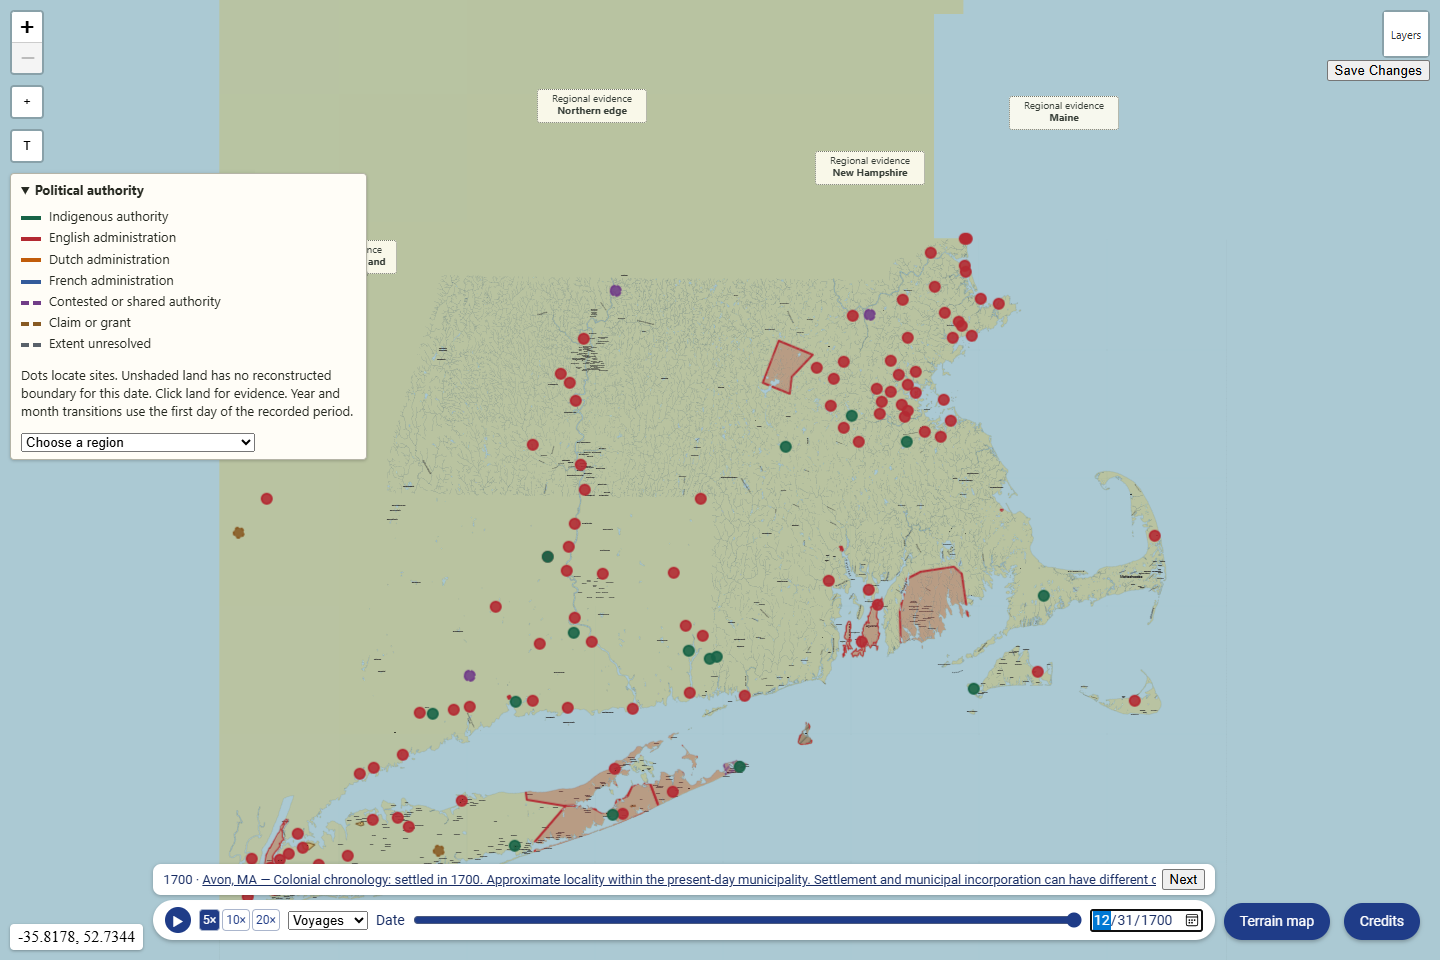 +
−
+
T
Layers
Save Changes
Regional evidence
Northern edge
Regional evidence
Maine
Regional evidence
New Hampshire
▼ Political authority
Indigenous authority
English administration
Dutch administration
French administration
Contested or shared authority
Claim or grant
Extent unresolved
Dots locate sites. Unshaded land has no reconstructed
boundary for this date. Click land for evidence. Year and
month transitions use the first day of the recorded period.
Choose a region
nce
and
1700 · Avon, MA — Colonial chronology: settled in 1700. Approximate locality within the present-day municipality. Settlement and municipal incorporation can have different
Next
5× 10× 20× Voyages Date 12/31/1700
Terrain map
Credits
-35.8178, 52.7344